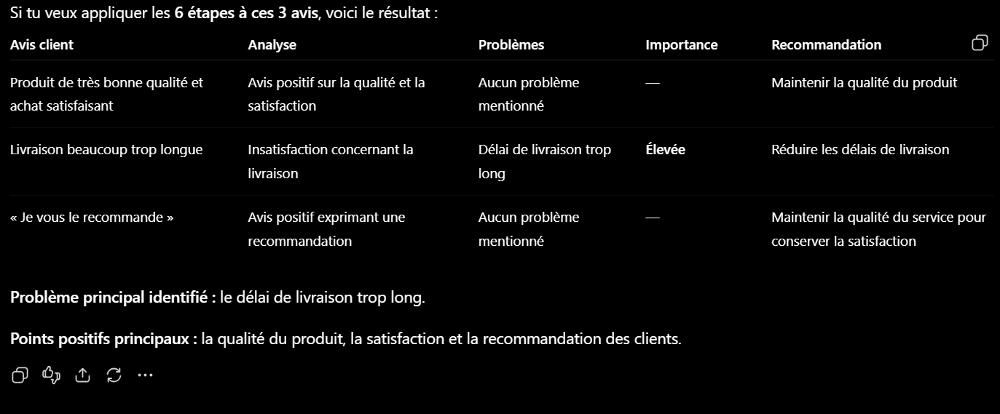 Si tu veux appliquer les 6 étapes à ces 3 avis, voici le résultat :
Avis client Analyse Problèmes Importance Recommandation
Produit de très bonne qualité et Avis positif sur la qualité et la Aucun problème — Maintenir la qualité du produit
achat satisfaisant satisfaction mentionné
Livraison beaucoup trop longue Insatisfaction concernant la Délai de livraison trop Élevée Réduire les délais de livraison
livraison long
« Je vous le recommande » Avis positif exprimant une Aucun problème — Maintenir la qualité du service pour
recommandation mentionné conserver la satisfaction
Problème principal identifié : le délai de livraison trop long.
Points positifs principaux : la qualité du produit, la satisfaction et la recommandation des clients.